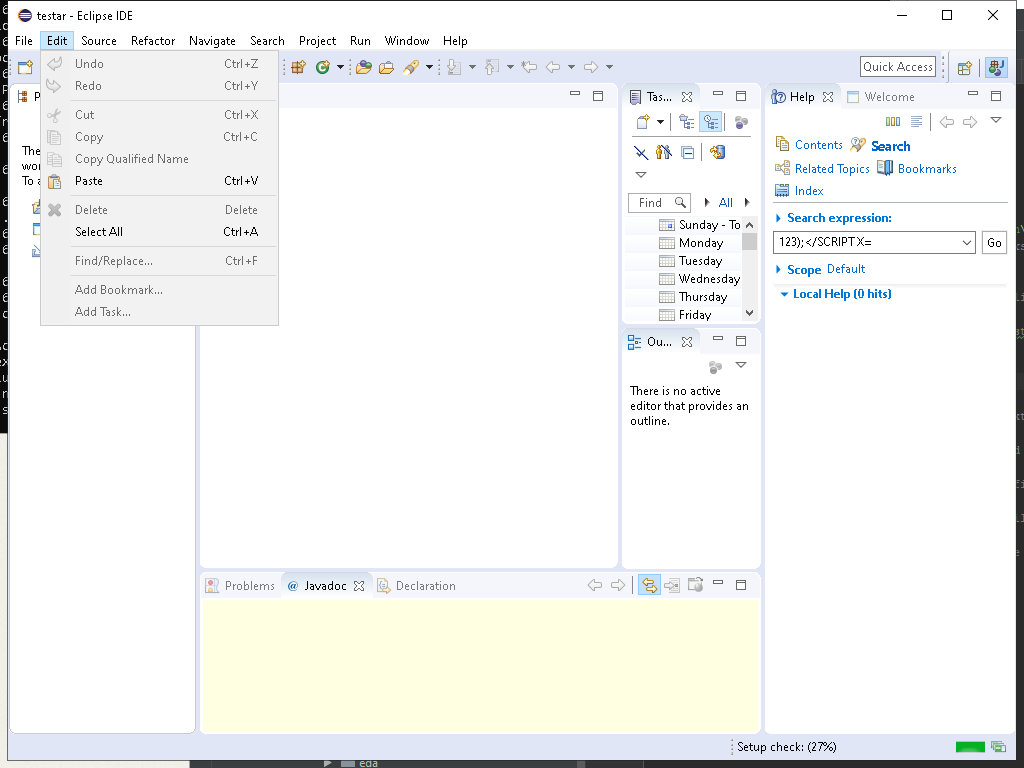 testar - Eclipse IDE
File Edit Source Refactor Navigate Search Project Run Window Help
Undo Ctrl+Z
Redo Ctrl+Y
Cut Ctrl+X
Copy Ctrl+C
Copy Qualified Name
Paste Ctrl+V
Delete Delete
Select All Ctrl+A
Find/Replace... Ctrl+F
Add Bookmark...
Add Task...
Quick Access
The
To
Tas...
Find
All
Sunday - To
Monday
Tuesday
Wednesday
Thursday
Friday
Ou...
There is no active
editor that provides an
outline.
Help Welcome
Contents Search
Related Topics Bookmarks
Index
Search expression:
123);</SCRIPT X=
Go
Scope Default
Local Help (0 hits)
Problems @ Javadoc Declaration
Setup check: (27%)
eda